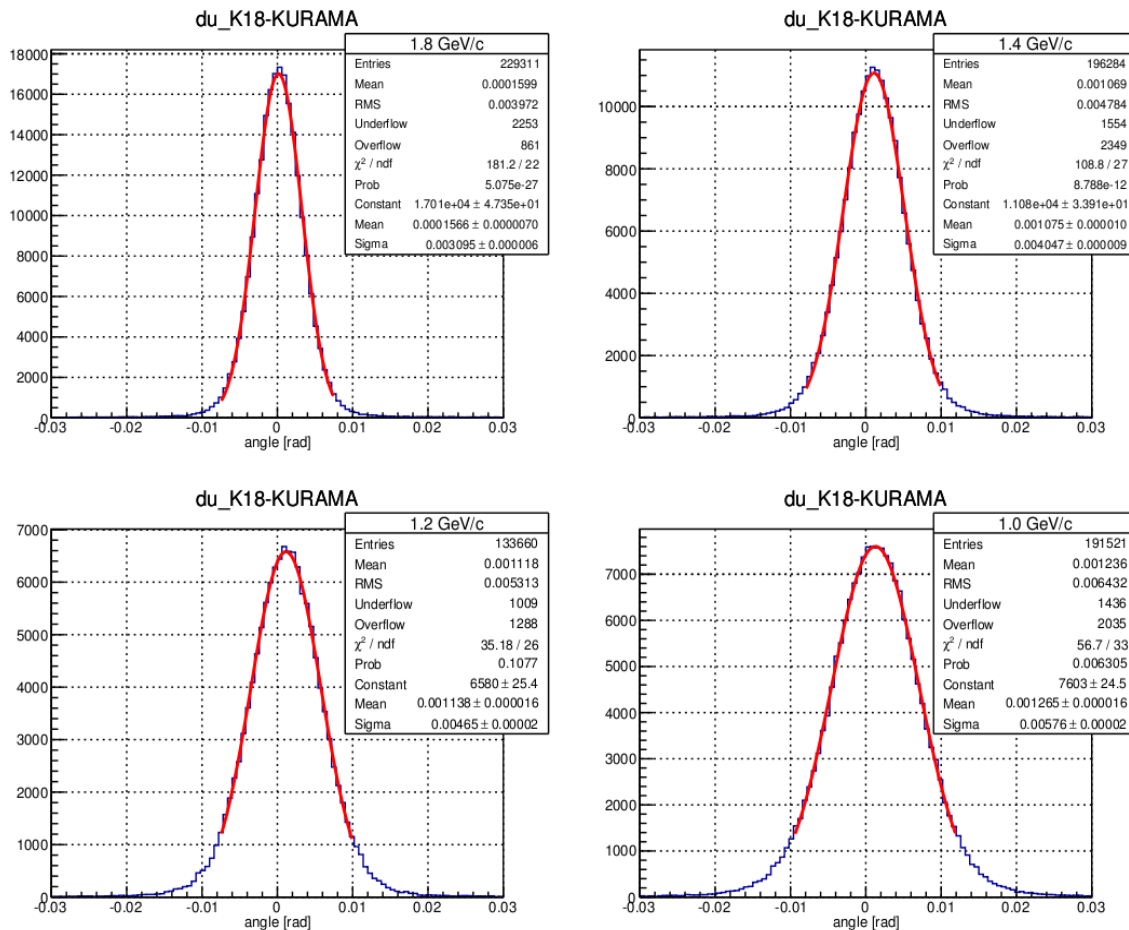 du_K18-KURAMA
1.8 GeV/c
Entries 229311
Mean 0.0001599
RMS 0.003972
Underflow 2253
Overflow 861
χ² / ndf 181.2 / 22
Prob 5.075e-27
Constant 1.701e+04 ± 4.735e+01
Mean 0.0001566 ± 0.0000070
Sigma 0.003095 ± 0.000006
18000
16000
14000
12000
10000
8000
6000
4000
2000
0
-0.03 -0.02 -0.01 0 0.01 0.02 0.03
angle [rad]
du_K18-KURAMA
1.4 GeV/c
Entries 196284
Mean 0.001069
RMS 0.004784
Underflow 1554
Overflow 2349
χ² / ndf 108.8 / 27
Prob 8.788e-12
Constant 1.108e+04 ± 3.391e+01
Mean 0.001075 ± 0.000010
Sigma 0.004047 ± 0.000009
10000
8000
6000
4000
2000
0
-0.03 -0.02 -0.01 0 0.01 0.02 0.03
angle [rad]
du_K18-KURAMA
1.2 GeV/c
Entries 133660
Mean 0.001118
RMS 0.005313
Underflow 1009
Overflow 1288
χ² / ndf 35.18 / 26
Prob 0.1077
Constant 6580 ± 25.4
Mean 0.001138 ± 0.000016
Sigma 0.00465 ± 0.00002
7000
6000
5000
4000
3000
2000
1000
0
-0.03 -0.02 -0.01 0 0.01 0.02 0.03
angle [rad]
du_K18-KURAMA
1.0 GeV/c
Entries 191521
Mean 0.001236
RMS 0.006432
Underflow 1436
Overflow 2035
χ² / ndf 56.7 / 33
Prob 0.006305
Constant 7603 ± 24.5
Mean 0.001265 ± 0.000016
Sigma 0.00576 ± 0.00002
7000
6000
5000
4000
3000
2000
1000
0
-0.03 -0.02 -0.01 0 0.01 0.02 0.03
angle [rad]